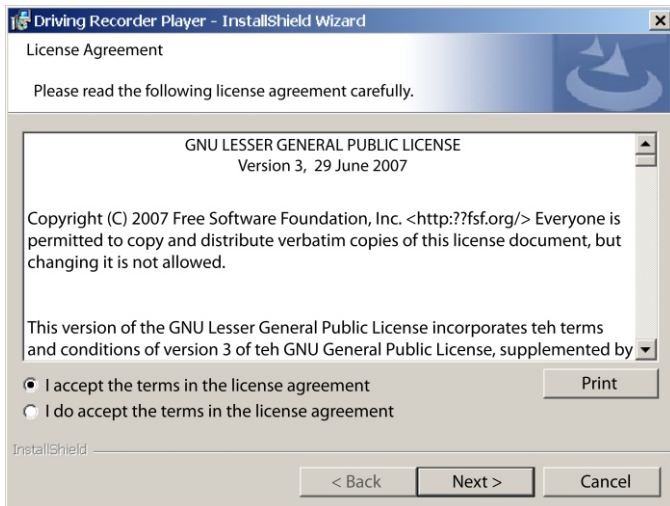 Driving Recorder Player - InstallShield Wizard
License Agreement
Please read the following license agreement carefully.
GNU LESSER GENERAL PUBLIC LICENSE
Version 3, 29 June 2007
Copyright (C) 2007 Free Software Foundation, Inc. <http:??fsf.org/> Everyone is
permitted to copy and distribute verbatim copies of this license document, but
changing it is not allowed.
This version of the GNU Lesser General Public License incorporates teh terms
and conditions of version 3 of teh GNU General Public License, supplemented by
I accept the terms in the license agreement
Print
I do accept the terms in the license agreement
InstallShield
< Back
Next >
Cancel